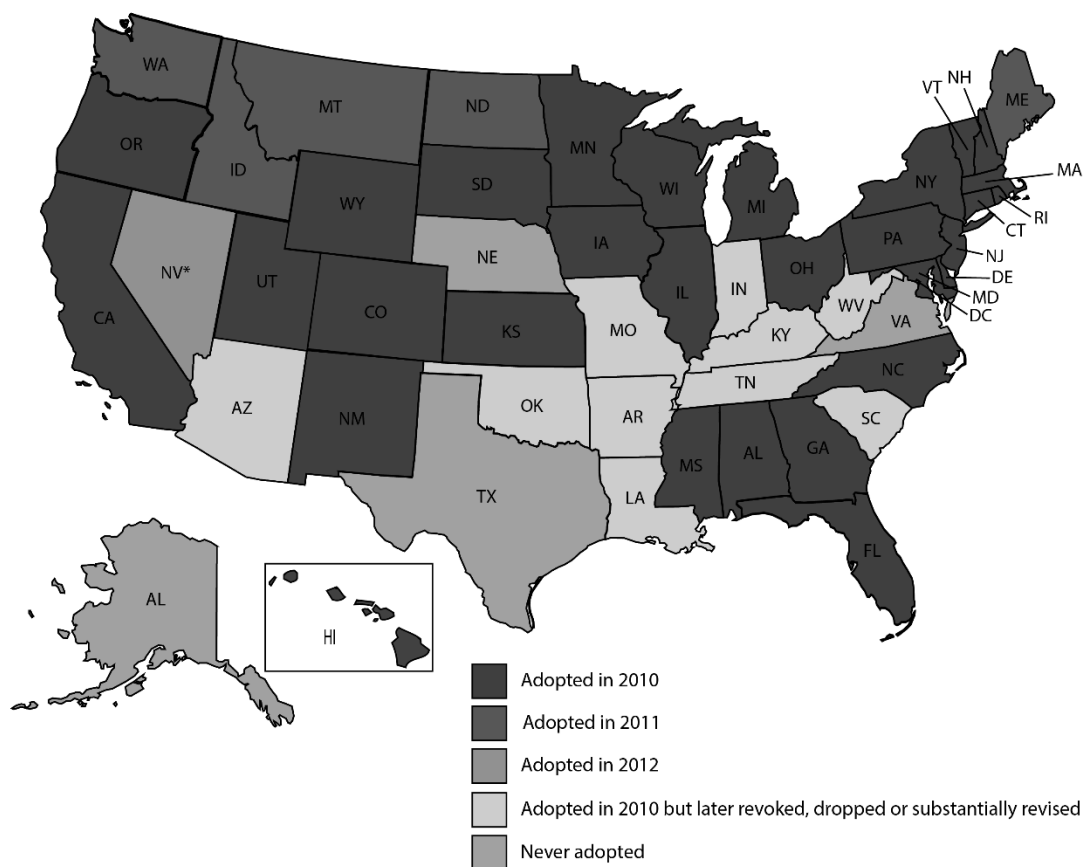 WA
MT
ND
MN
VT
NH
ME
OR
ID
WY
SD
WI
MI
NY
MA
RI
CT
NV*
UT
NE
IA
IL
IN
OH
PA
NJ
DE
MD
DC
CA
CO
KS
MO
KY
WV
VA
AZ
NM
OK
AR
TN
NC
SC
TX
LA
MS
AL
GA
FL
AL
HI
Adopted in 2010
Adopted in 2011
Adopted in 2012
Adopted in 2010 but later revoked, dropped or substantially revised
Never adopted